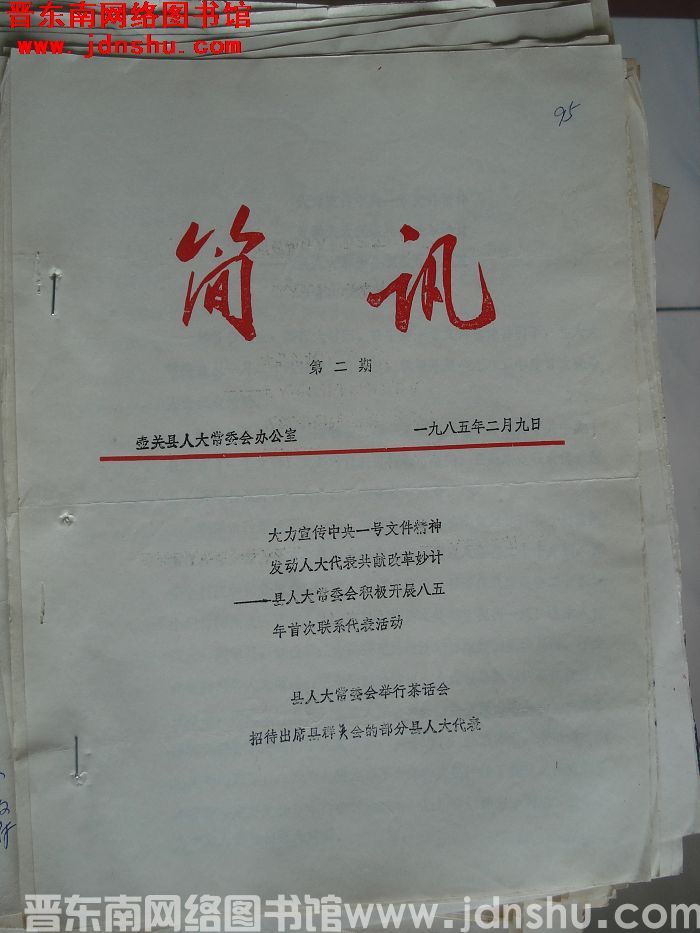 晋东南网络图书馆
www.jdnshu.com
95
简讯
第二期
壶关县人大常委会办公室 一九八五年二月九日
大力宣传中央一号文件精神
发动人大代表共献改革妙计
——县人大常委会积极开展八五
年首次联系代表活动
县人大常委会举行茶话会
招待出席县群英会的部分县人大代表
晋东南网络图书馆 www.jdnshu.com